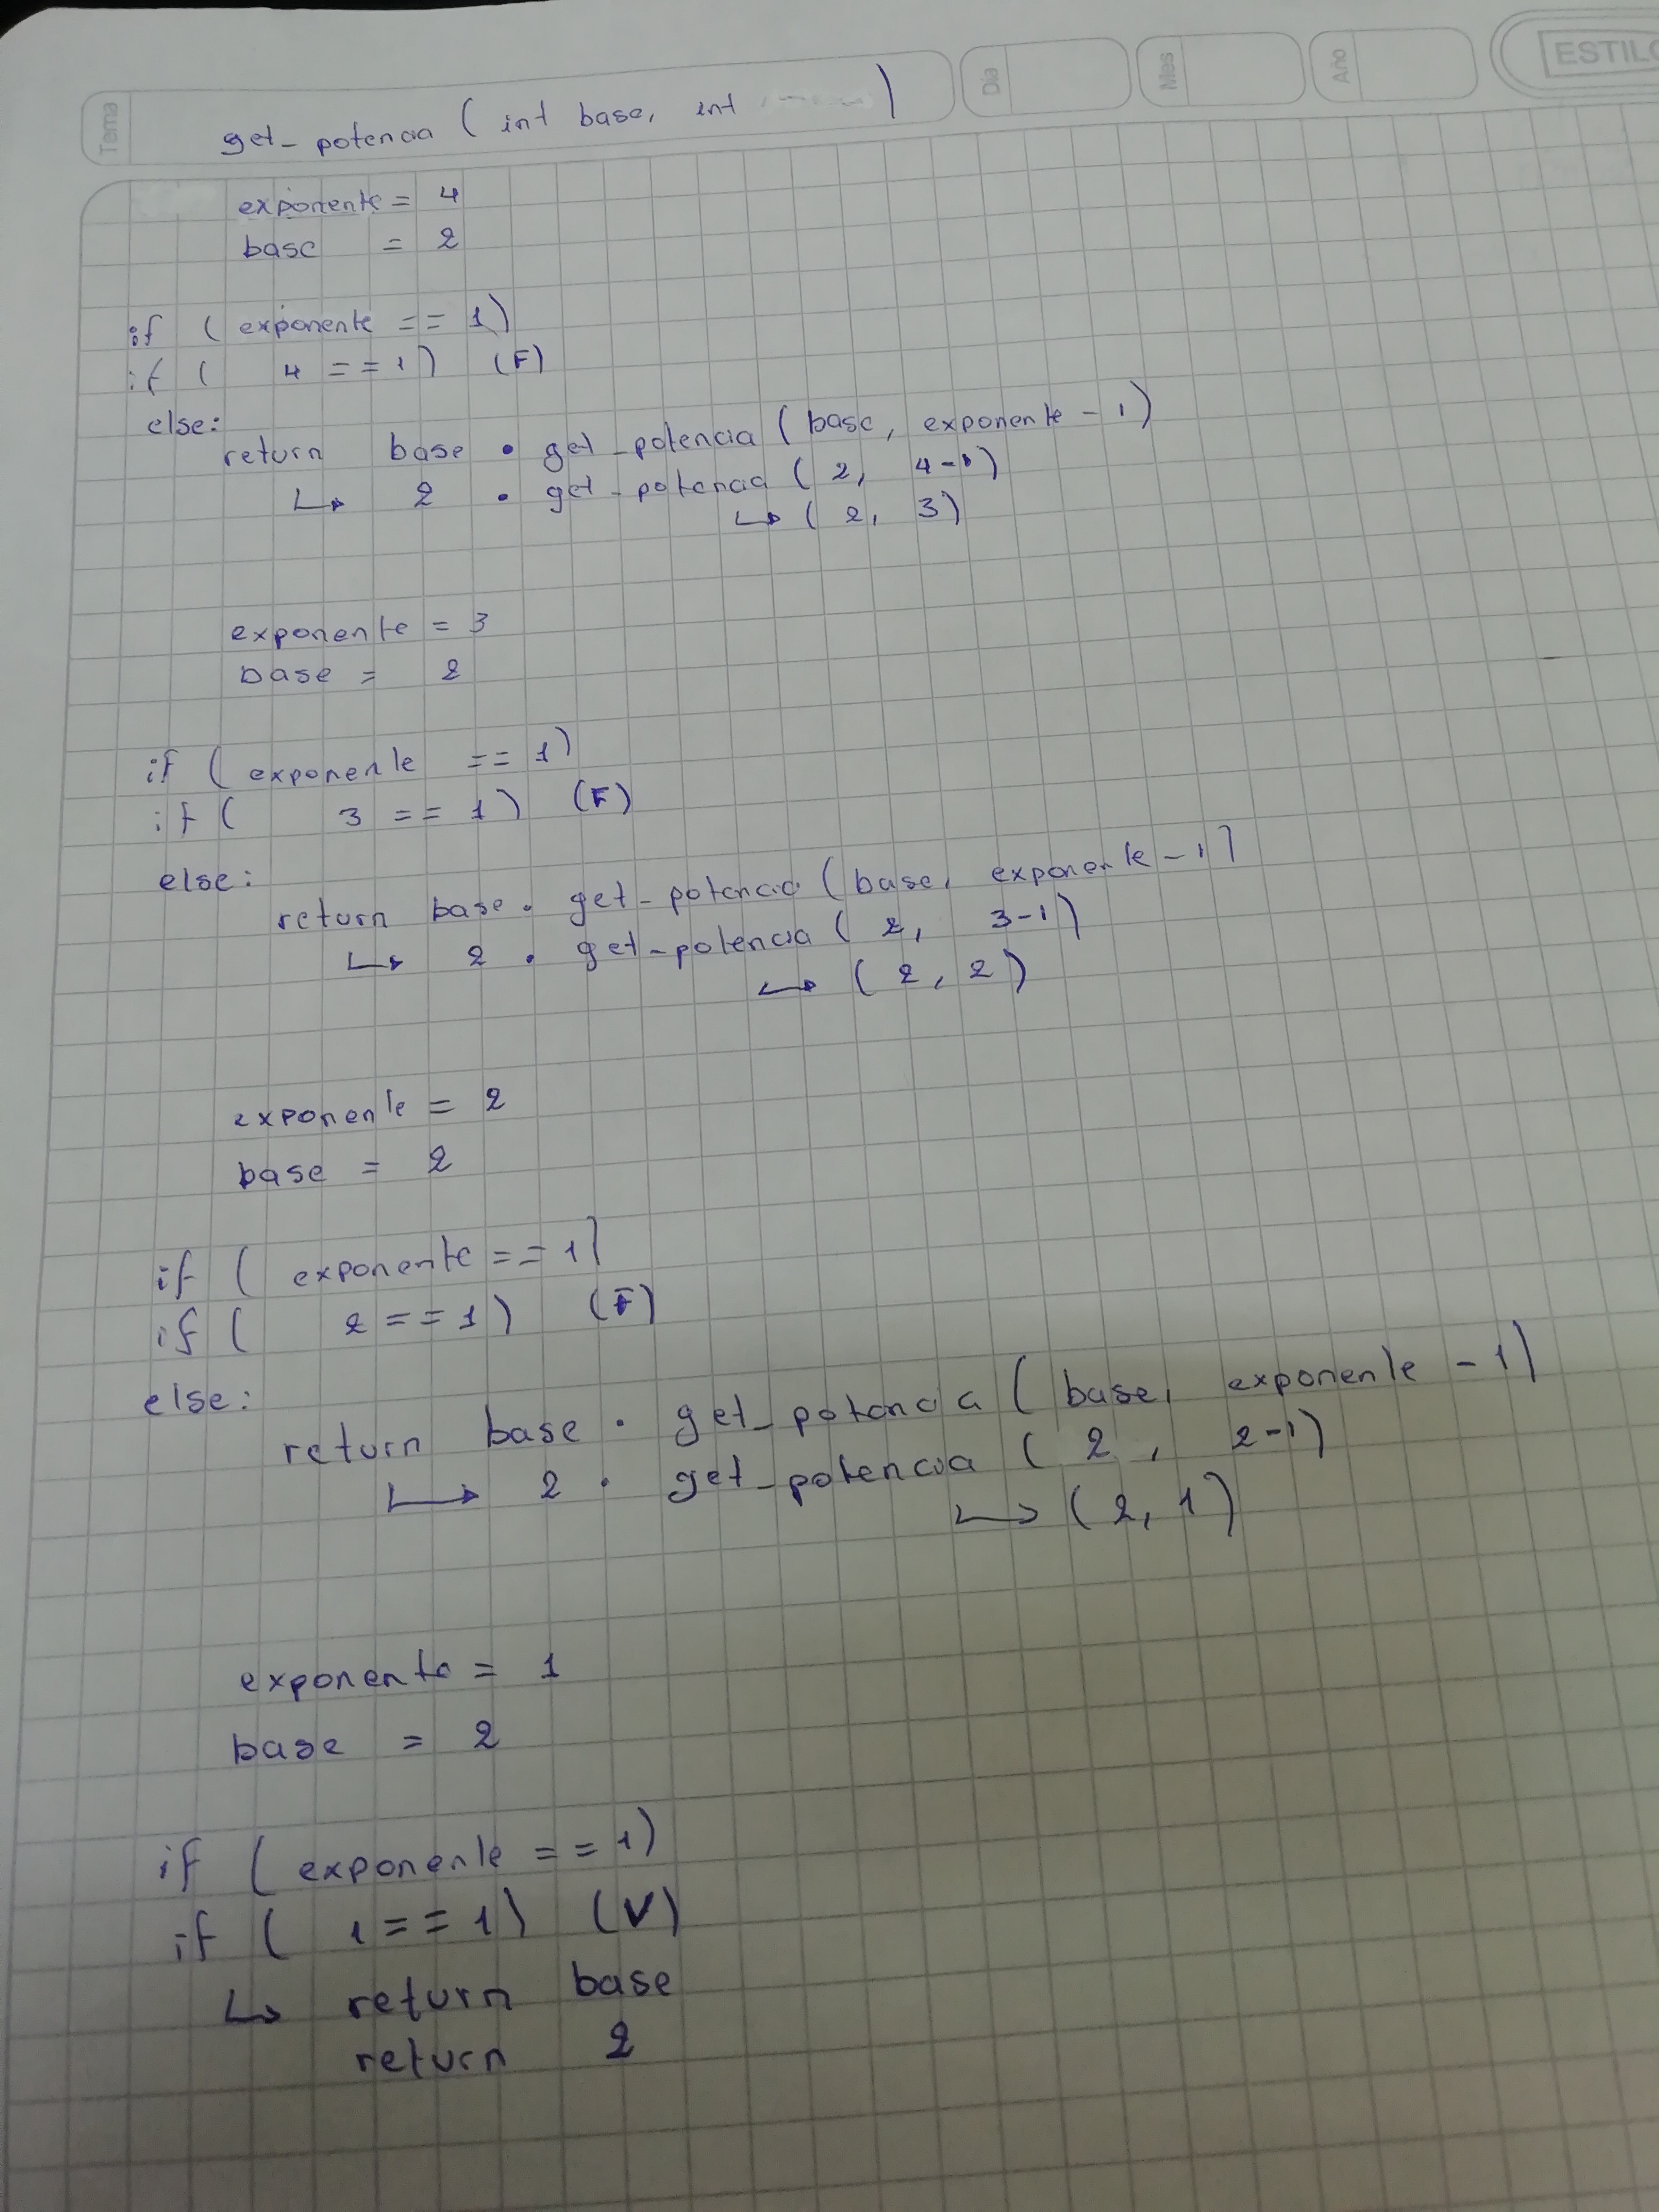 Tema
Dia
Mes
Año
get_potencia ( int base, int )
exponente = 4
base = 2
if ( exponente == 1)
if ( 4 == 1) (F)
else:
return base • get_potencia ( base, exponente - 1)
↳ 2 • get_potencia ( 2, 4-1)
↳ ( 2, 3)
exponente = 3
base = 2
if ( exponente == 1)
if ( 3 == 1) (F)
else:
return base • get_potencia ( base, exponente - 1)
↳ 2 • get_potencia ( 2, 3-1)
↳ ( 2, 2)
exponente = 2
base = 2
if ( exponente == 1)
if ( 2 == 1) (F)
else:
return base • get_potencia ( base, exponente - 1)
↳ 2 • get_potencia ( 2, 2-1)
↳ ( 2, 1)
exponente = 1
base = 2
if ( exponente == 1)
if ( 1 == 1) (V)
↳ return base
return 2